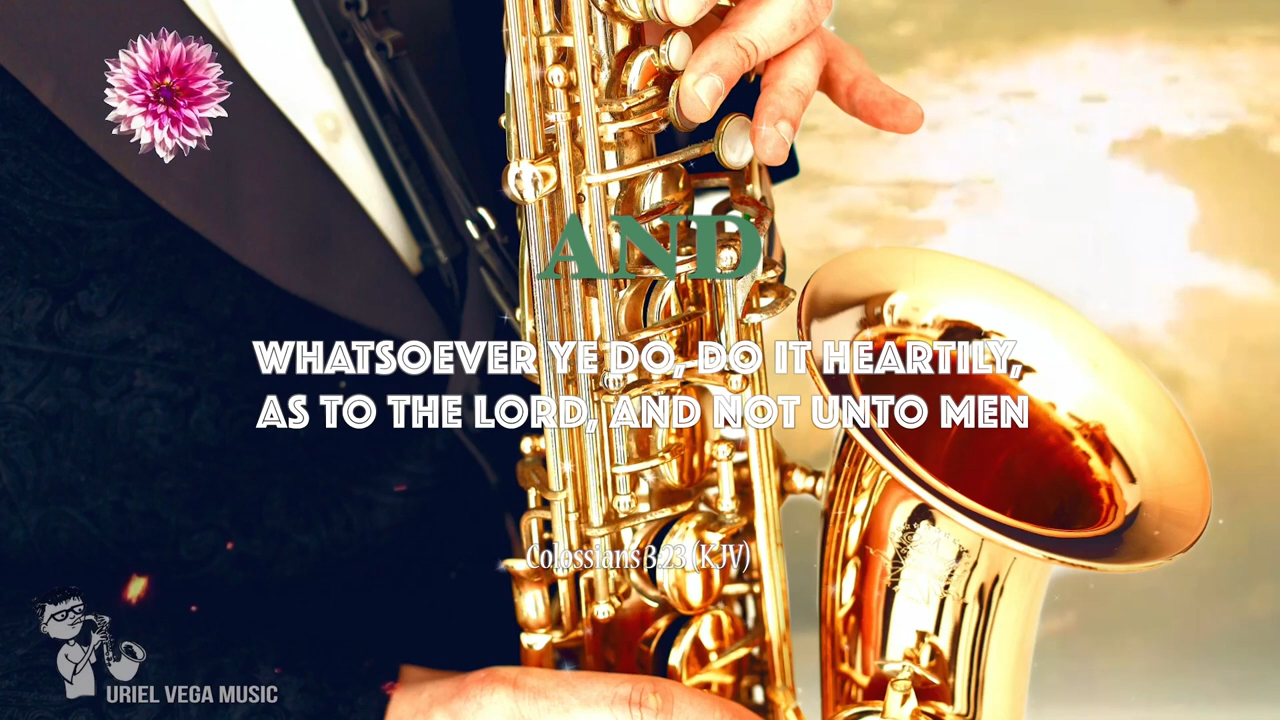 AND
WHATSOEVER YE DO, DO IT HEARTILY,
AS TO THE LORD, AND NOT UNTO MEN
Colossians 3:23 (KJV)
URIEL VEGA MUSIC